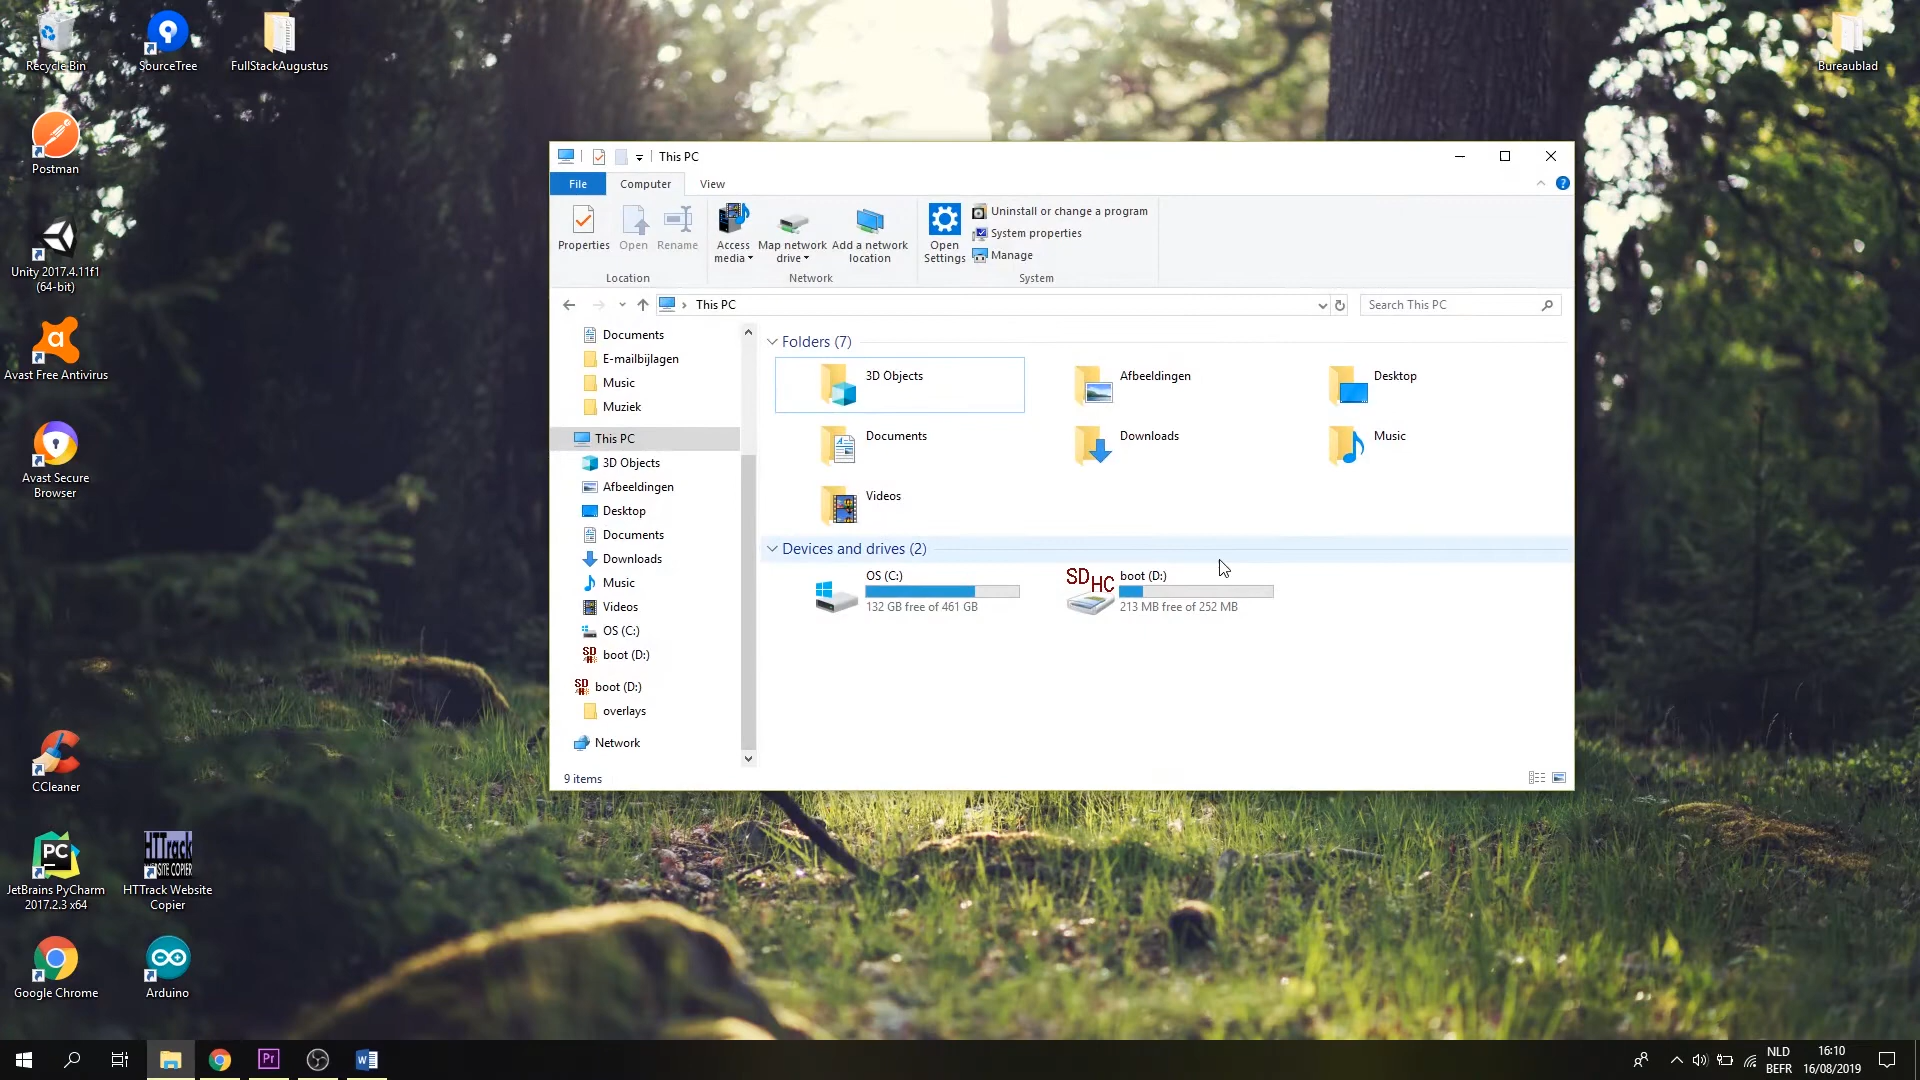 Recycle Bin
SourceTree
FullStackAugustus
Bureaublad
Postman
Unity 2017.4.11f1
(64-bit)
Avast Free Antivirus
Avast Secure
Browser
CCleaner
JetBrains PyCharm
2017.2.3 x64
HTTrack Website
Copier
Google Chrome
Arduino
This PC
File
Computer
View
Properties
Open
Rename
Location
Access
media
Map network
drive
Add a network
location
Network
Open
Settings
Uninstall or change a program
System properties
Manage
System
This PC
Search This PC
Documents
E-mailbijlagen
Music
Muziek
This PC
3D Objects
Afbeeldingen
Desktop
Documents
Downloads
Music
Videos
OS (C:)
boot (D:)
boot (D:)
overlays
Network
Folders (7)
3D Objects
Afbeeldingen
Desktop
Documents
Downloads
Music
Videos
Devices and drives (2)
OS (C:)
132 GB free of 461 GB
SDHC
boot (D:)
213 MB free of 252 MB
9 items
NLD
BEFR
16:10
16/08/2019